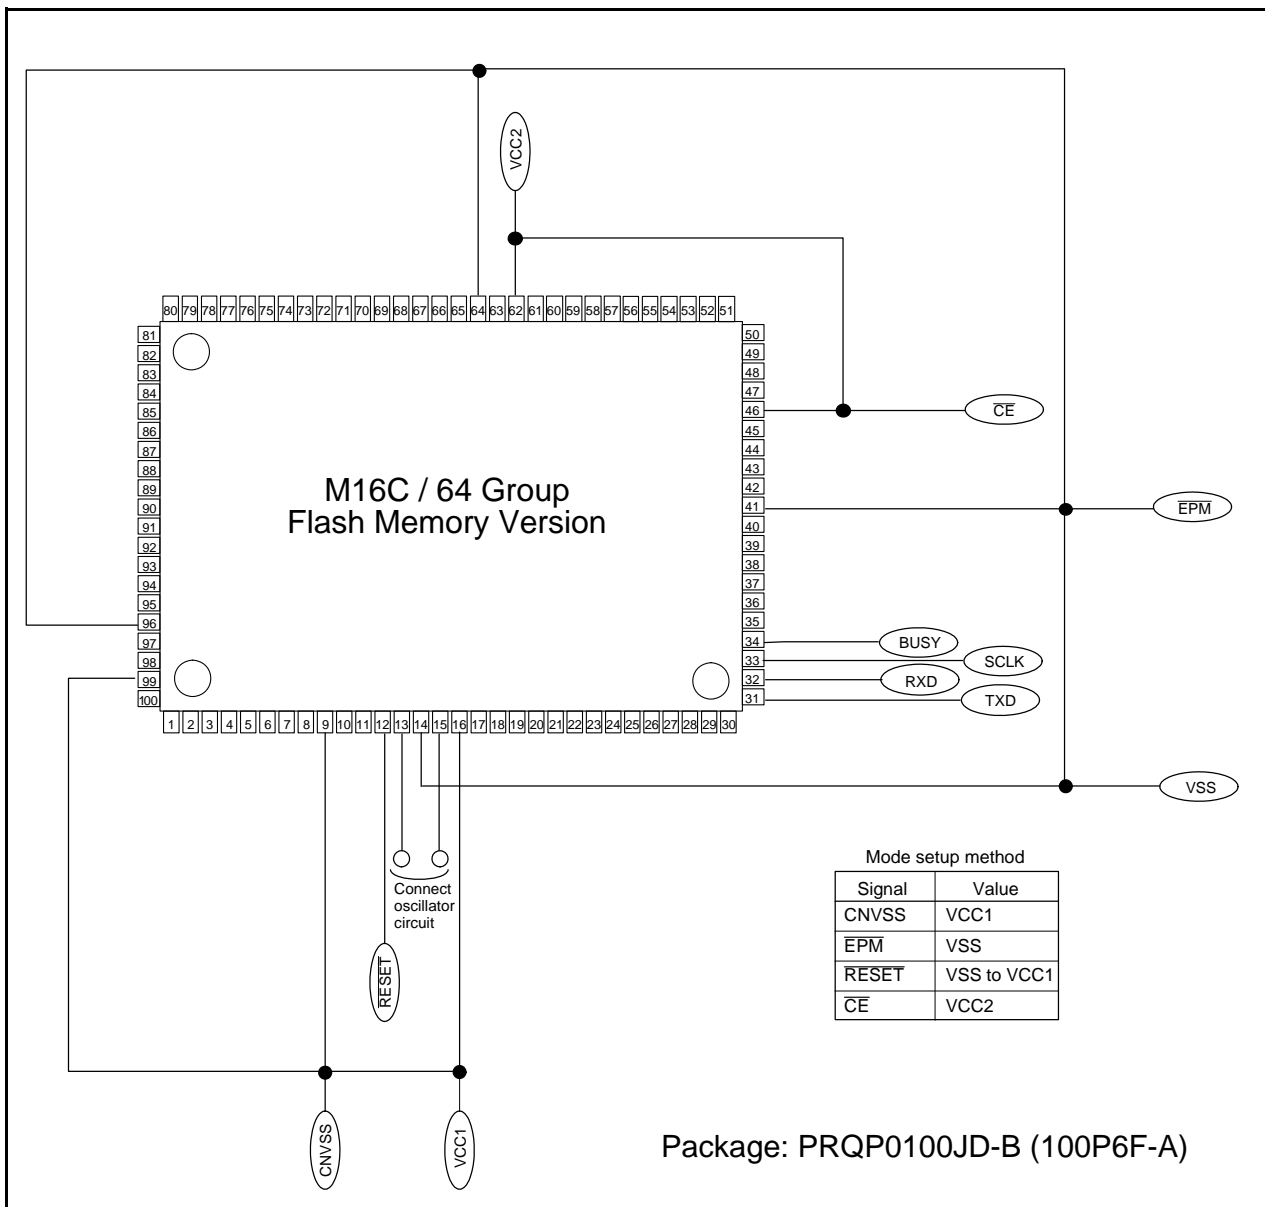 VCC2
80 79 78 77 76 75 74 73 72 71 70 69 68 67 66 65 64 63 62 61 60 59 58 57 56 55 54 53 52 51
81
82
83
84
85
86
87
88
89
90
91
92
93
94
95
96
97
98
99
100
M16C / 64 Group
Flash Memory Version
50
49
48
47
46
45
44
43
42
41
40
39
38
37
36
35
34
33
32
31
C̅E̅
E̅P̅M̅
BUSY
SCLK
RXD
TXD
1 2 3 4 5 6 7 8 9 10 11 12 13 14 15 16 17 18 19 20 21 22 23 24 25 26 27 28 29 30
VSS
Connect
oscillator
circuit
R̅E̅S̅E̅T̅
CNVSS
VCC1
Mode setup method
Signal Value
CNVSS VCC1
E̅P̅M̅ VSS
R̅E̅S̅E̅T̅ VSS to VCC1
C̅E̅ VCC2
Package: PRQP0100JD-B (100P6F-A)